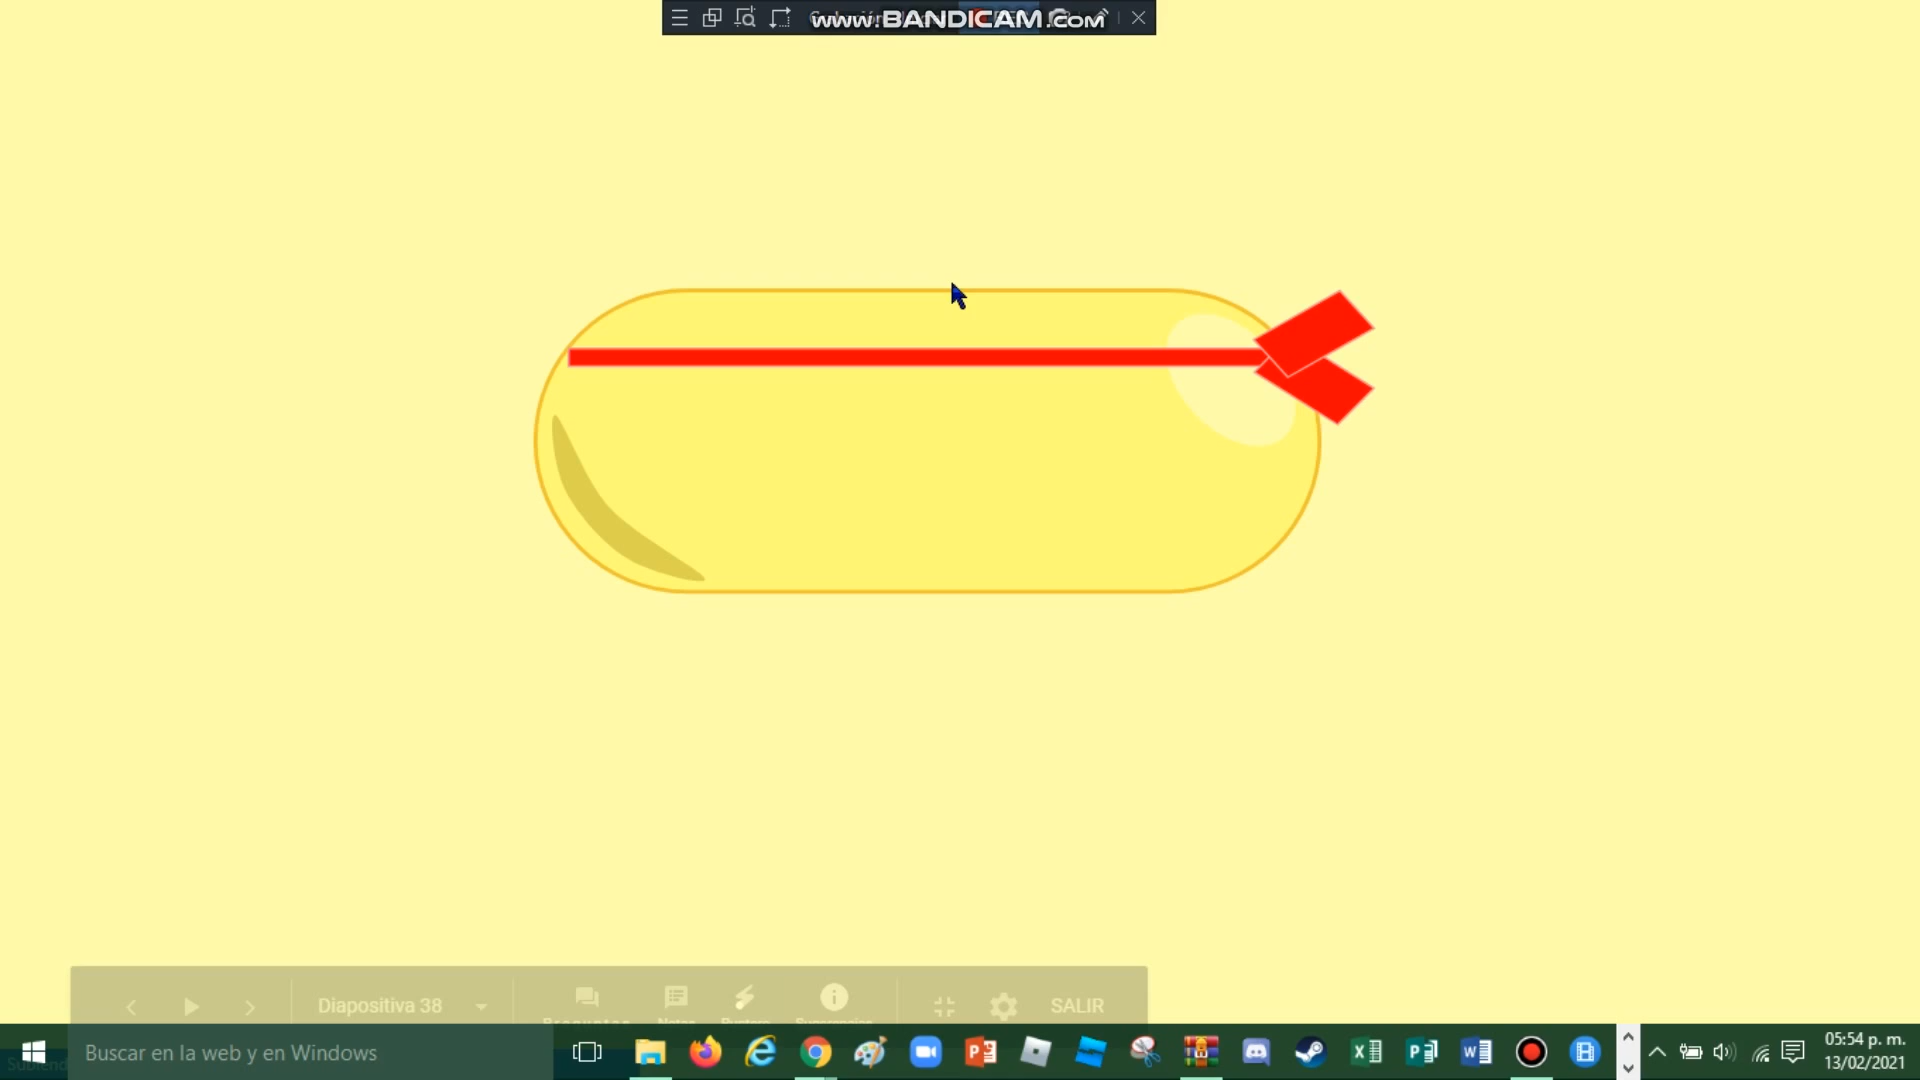 www.BANDICAM.com
Diapositiva 38
SALIR
Buscar en la web y en Windows
05:54 p. m.
13/02/2021